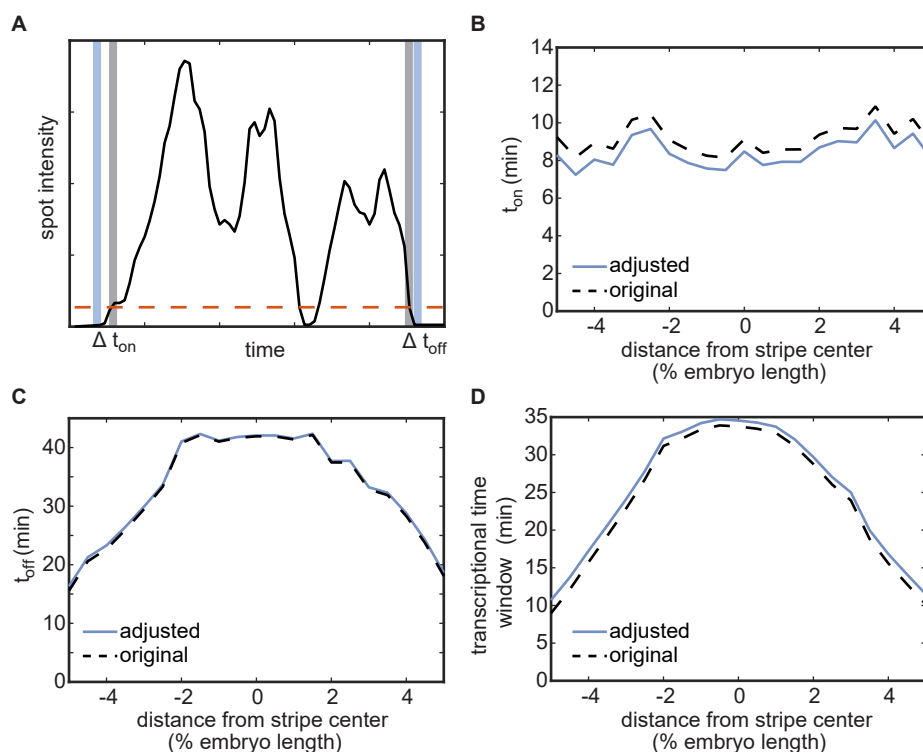 A
spot intensity
Δ t_on
time
Δ t_off
B
14
12
10
8
6
4
2
0
t_on (min)
adjusted
original
-4
-2
0
2
4
distance from stripe center
(% embryo length)
C
40
30
20
10
0
t_off (min)
adjusted
original
-4
-2
0
2
4
distance from stripe center
(% embryo length)
D
35
30
25
20
15
10
5
0
transcriptional time
window (min)
adjusted
original
-4
-2
0
2
4
distance from stripe center
(% embryo length)